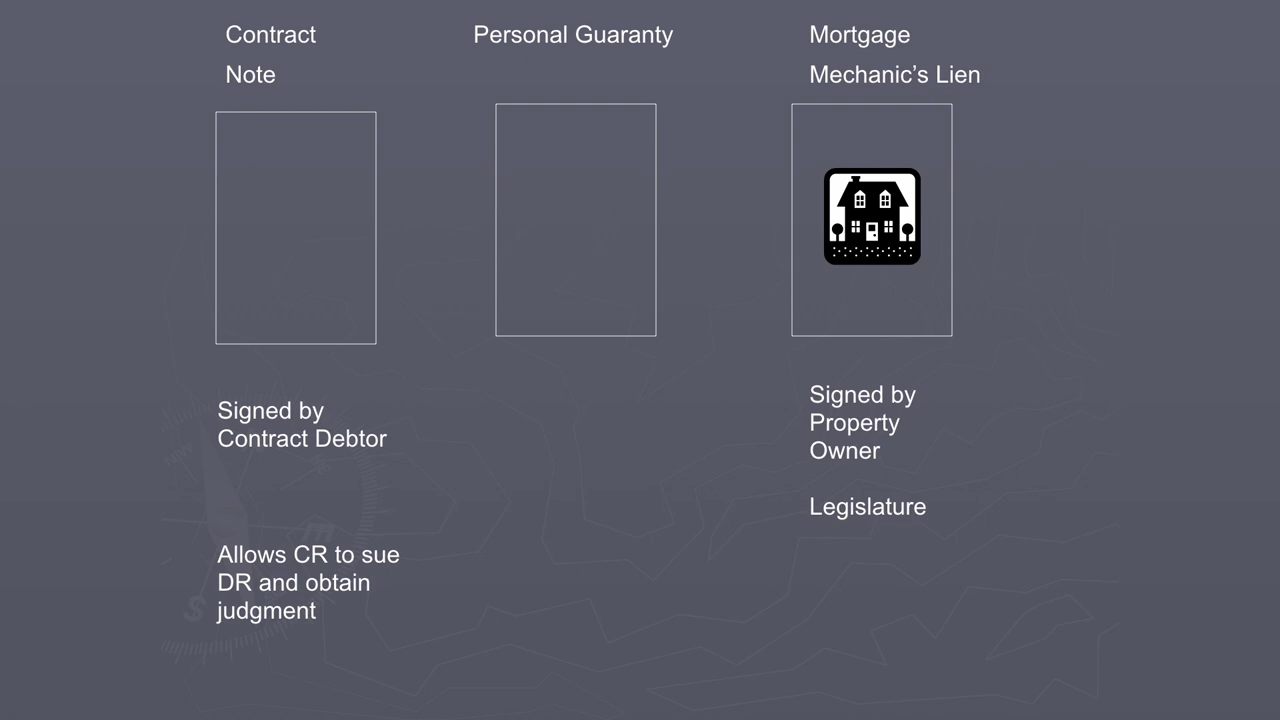 Contract
Note
Personal Guaranty
Mortgage
Mechanic’s Lien
Signed by
Contract Debtor
Allows CR to sue
DR and obtain
judgment
Signed by
Property
Owner
Legislature
S